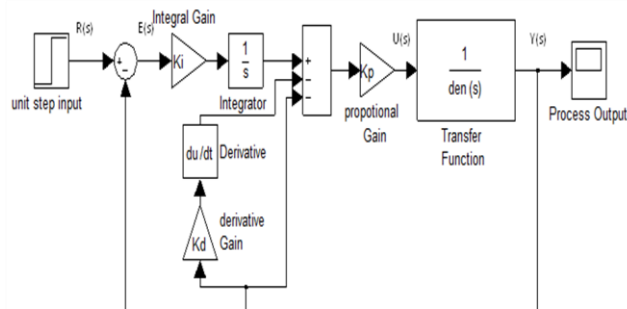 Integral Gain
R(s)
E(s)
U(s)
Y(s)
+
−
Ki
1
s
+
−
−
Kp
1
den (s)
unit step input
Integrator
propotional
Gain
Transfer
Function
Process Output
du/dt
Derivative
Kd
derivative
Gain